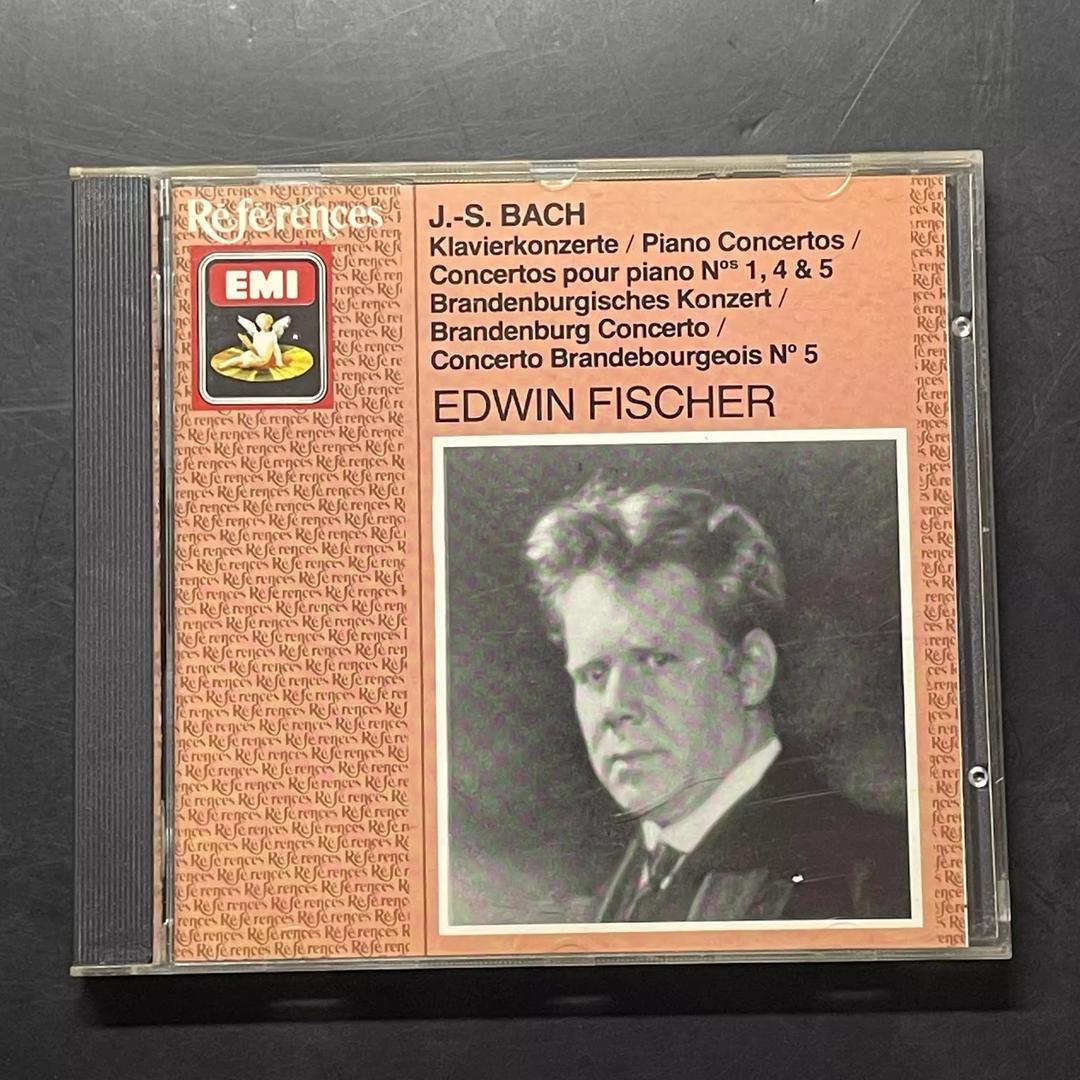 Référence​s
EMI
J.-S. BACH
Klavierkonzerte / Piano Concertos /
Concertos pour piano Nos 1, 4 & 5
Brandenburgisches Konzert /
Brandenburg Concerto /
Concerto Brandebourgeois Nº 5
EDWIN FISCHER